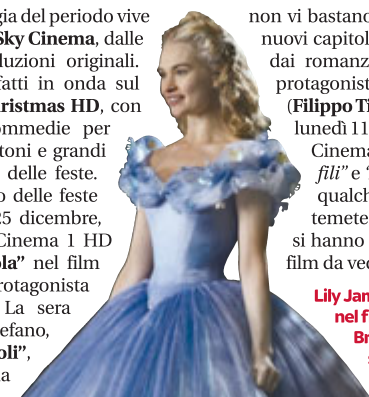 gia del periodo vive
Sky Cinema, dalle
luzioni originali.
fatti in onda sul
ristmas HD, con
ommedie per
toni e grandi
delle feste.
o delle feste
25 dicembre,
Cinema 1 HD
ola” nel film
rotagonista
La sera
efano,
oli”,
a
non vi bastano
nuovi capitol
dai romanz
protagonist
(Filippo Ti
lunedì 11
Cinema
fili” e “
qualch
temete
si hanno
film da ved
Lily Jam
nel f
Br